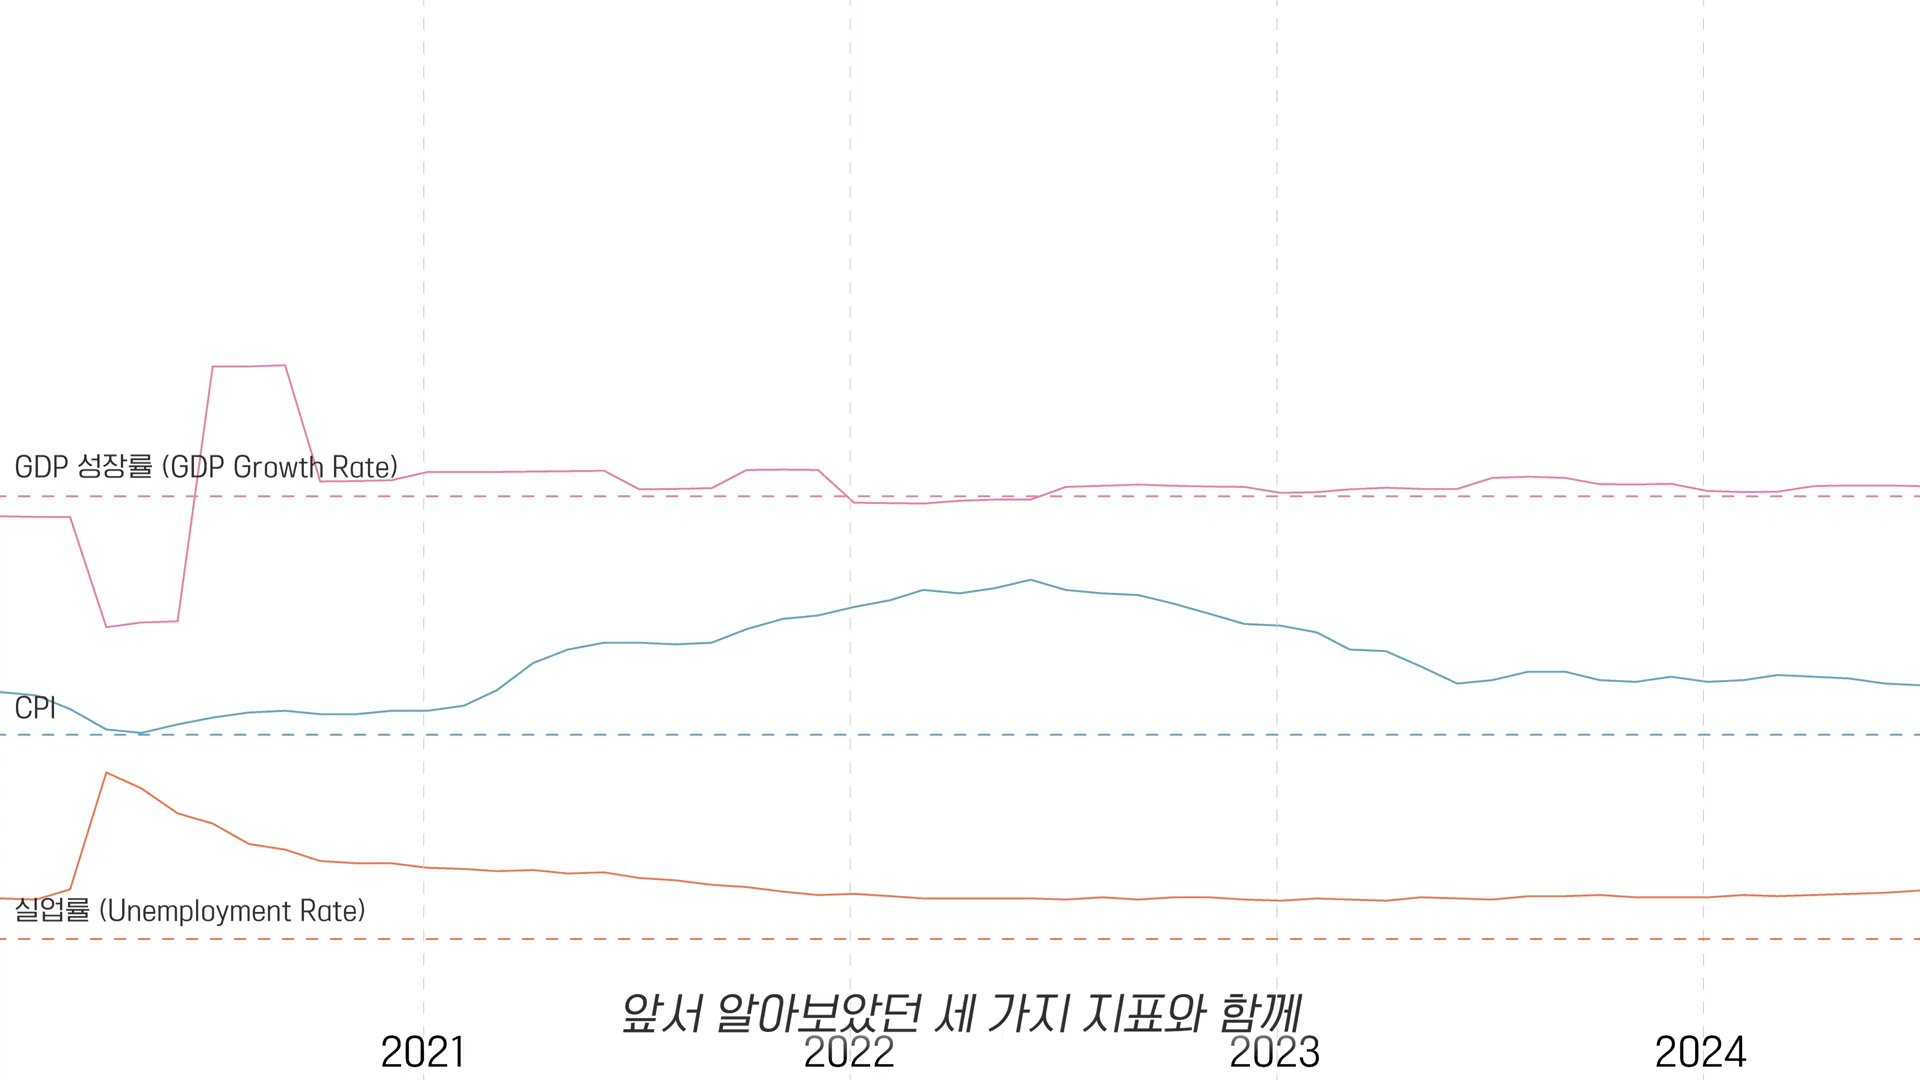 GDP 성장률 (GDP Growth Rate)
CPI
실업률 (Unemployment Rate)
앞서 알아보았던 세 가지 지표와 함께
2021
2022
2023
2024